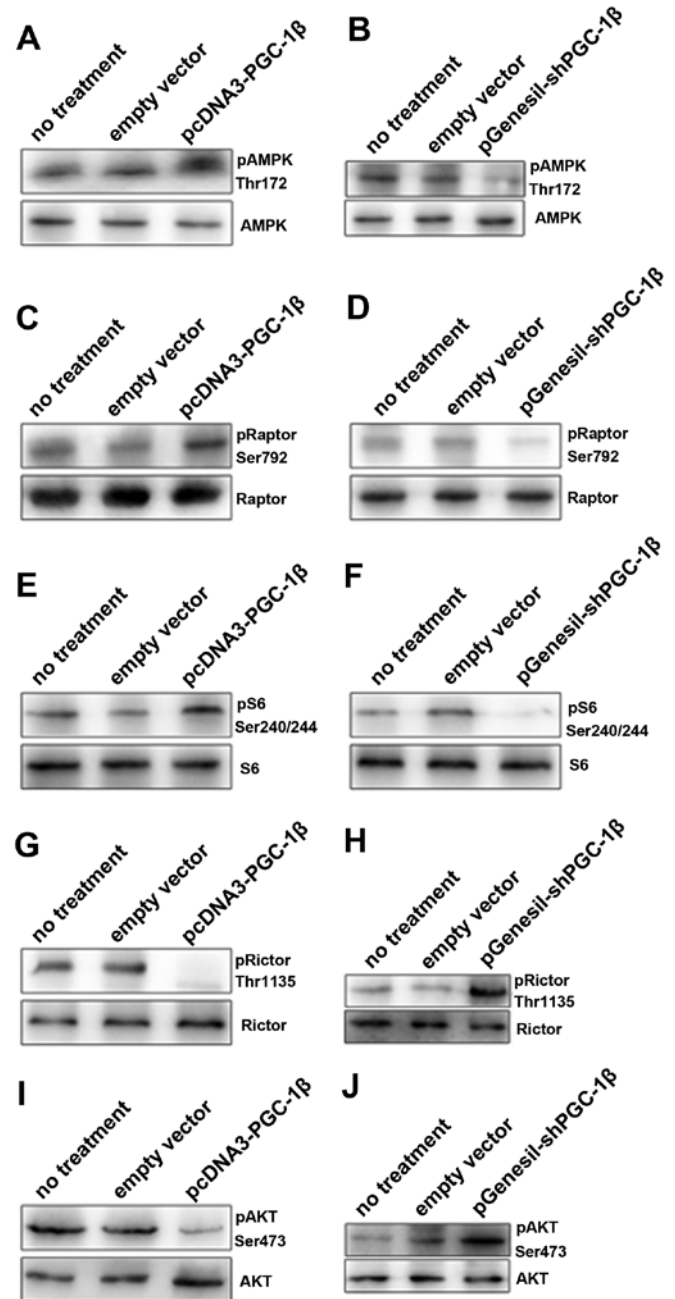 A
no treatment
empty vector
pcDNA3-PGC-1β
pAMPK
Thr172
AMPK
B
no treatment
empty vector
pGenesil-shPGC-1β
pAMPK
Thr172
AMPK
C
no treatment
empty vector
pcDNA3-PGC-1β
pRaptor
Ser792
Raptor
D
no treatment
empty vector
pGenesil-shPGC-1β
pRaptor
Ser792
Raptor
E
no treatment
empty vector
pcDNA3-PGC-1β
pS6
Ser240/244
S6
F
no treatment
empty vector
pGenesil-shPGC-1β
pS6
Ser240/244
S6
G
no treatment
empty vector
pcDNA3-PGC-1β
pRictor
Thr1135
Rictor
H
no treatment
empty vector
pGenesil-shPGC-1β
pRictor
Thr1135
Rictor
I
no treatment
empty vector
pcDNA3-PGC-1β
pAKT
Ser473
AKT
J
no treatment
empty vector
pGenesil-shPGC-1β
pAKT
Ser473
AKT